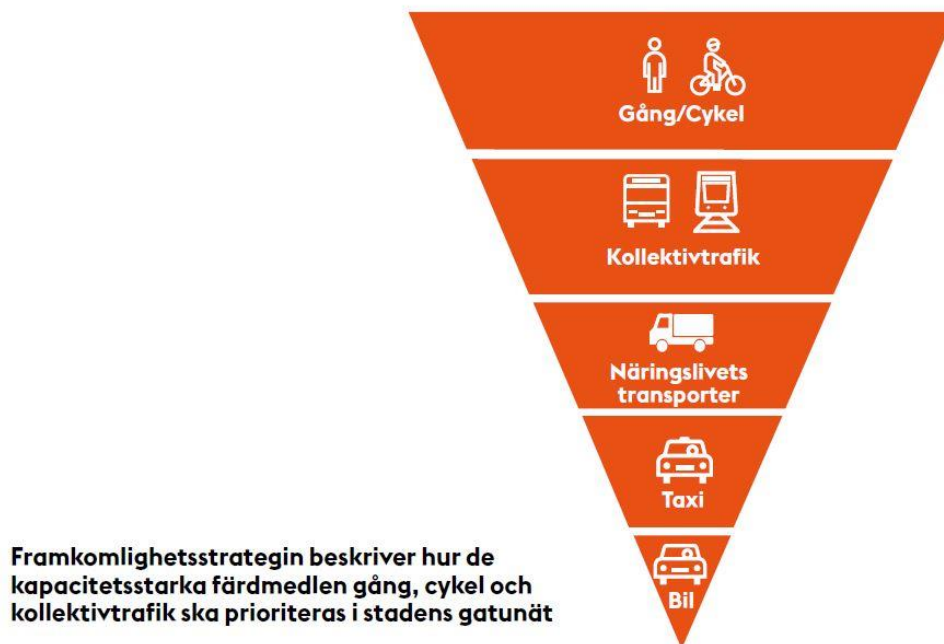 Gång/Cykel
Kollektivtrafik
Näringslivets
transporter
Taxi
Bil
Framkomlighetsstrategin beskriver hur de
kapacitetsstarka färdmedlen gång, cykel och
kollektivtrafik ska prioriteras i stadens gatunät